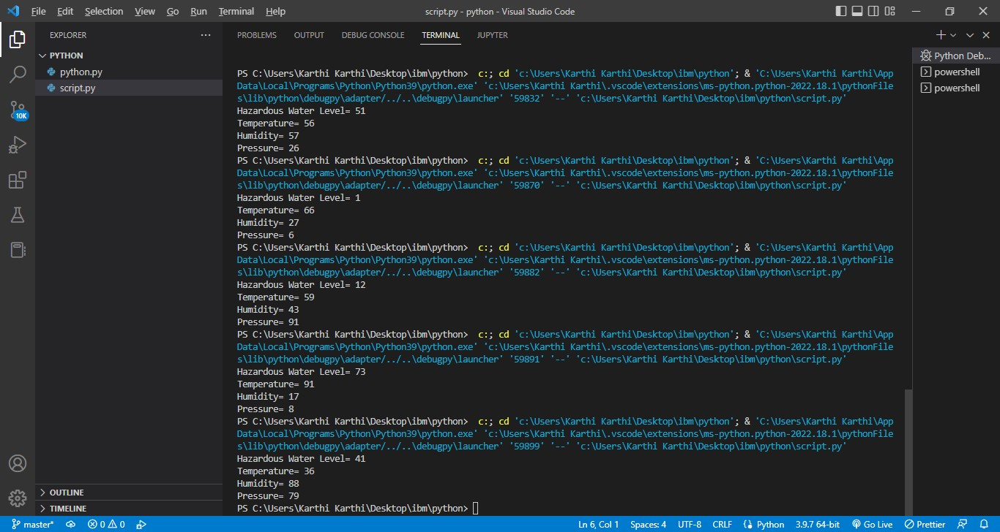 File Edit Selection View Go Run Terminal Help script.py - python - Visual Studio Code
EXPLORER
PYTHON
python.py
script.py
10K
OUTLINE
TIMELINE
PROBLEMS OUTPUT DEBUG CONSOLE TERMINAL JUPYTER
PS C:\Users\Karthi Karthi\Desktop\ibm\python>  c:; cd 'c:\Users\Karthi Karthi\Desktop\ibm\python'; & 'C:\Users\Karthi Karthi\App
Data\Local\Programs\Python\Python39\python.exe' 'c:\Users\Karthi Karthi\.vscode\extensions\ms-python.python-2022.18.1\pythonFile
s\lib\python\debugpy\adapter/../..\debugpy\launcher' '59832' '--' 'c:\Users\Karthi Karthi\Desktop\ibm\python\script.py'
Hazardous Water Level= 51
Temperature= 56
Humidity= 57
Pressure= 26
PS C:\Users\Karthi Karthi\Desktop\ibm\python>  c:; cd 'c:\Users\Karthi Karthi\Desktop\ibm\python'; & 'C:\Users\Karthi Karthi\App
Data\Local\Programs\Python\Python39\python.exe' 'c:\Users\Karthi Karthi\.vscode\extensions\ms-python.python-2022.18.1\pythonFile
s\lib\python\debugpy\adapter/../..\debugpy\launcher' '59870' '--' 'c:\Users\Karthi Karthi\Desktop\ibm\python\script.py'
Hazardous Water Level= 1
Temperature= 66
Humidity= 27
Pressure= 6
PS C:\Users\Karthi Karthi\Desktop\ibm\python>  c:; cd 'c:\Users\Karthi Karthi\Desktop\ibm\python'; & 'C:\Users\Karthi Karthi\App
Data\Local\Programs\Python\Python39\python.exe' 'c:\Users\Karthi Karthi\.vscode\extensions\ms-python.python-2022.18.1\pythonFile
s\lib\python\debugpy\adapter/../..\debugpy\launcher' '59882' '--' 'c:\Users\Karthi Karthi\Desktop\ibm\python\script.py'
Hazardous Water Level= 12
Temperature= 59
Humidity= 43
Pressure= 91
PS C:\Users\Karthi Karthi\Desktop\ibm\python>  c:; cd 'c:\Users\Karthi Karthi\Desktop\ibm\python'; & 'C:\Users\Karthi Karthi\App
Data\Local\Programs\Python\Python39\python.exe' 'c:\Users\Karthi Karthi\.vscode\extensions\ms-python.python-2022.18.1\pythonFile
s\lib\python\debugpy\adapter/../..\debugpy\launcher' '59891' '--' 'c:\Users\Karthi Karthi\Desktop\ibm\python\script.py'
Hazardous Water Level= 73
Temperature= 91
Humidity= 17
Pressure= 8
PS C:\Users\Karthi Karthi\Desktop\ibm\python>  c:; cd 'c:\Users\Karthi Karthi\Desktop\ibm\python'; & 'C:\Users\Karthi Karthi\App
Data\Local\Programs\Python\Python39\python.exe' 'c:\Users\Karthi Karthi\.vscode\extensions\ms-python.python-2022.18.1\pythonFile
s\lib\python\debugpy\adapter/../..\debugpy\launcher' '59899' '--' 'c:\Users\Karthi Karthi\Desktop\ibm\python\script.py'
Hazardous Water Level= 41
Temperature= 36
Humidity= 88
Pressure= 79
PS C:\Users\Karthi Karthi\Desktop\ibm\python>
Python Deb...
powershell
powershell
master* 0 0 Ln 6, Col 1 Spaces: 4 UTF-8 CRLF Python 3.9.7 64-bit Go Live Prettier